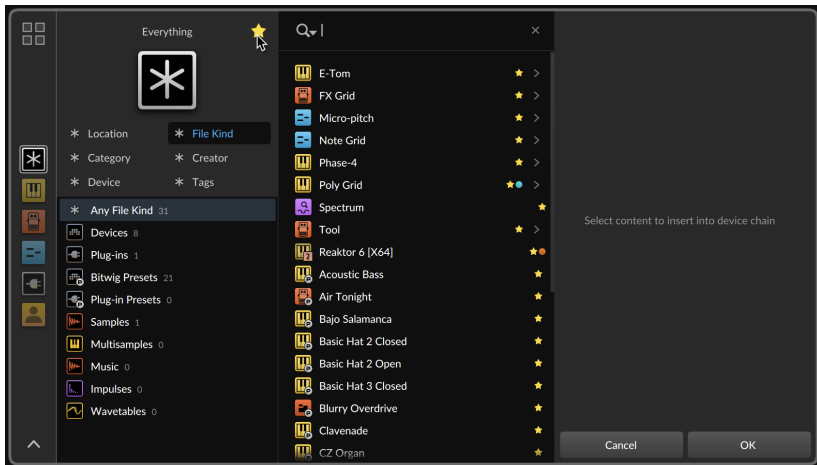 Everything
Location
File Kind
Category
Creator
Device
Tags
Any File Kind 31
Devices 8
Plug-ins 1
Bitwig Presets 21
Plug-in Presets 0
Samples 1
Multisamples 0
Music 0
Impulses 0
Wavetables 0
E-Tom
FX Grid
Micro-pitch
Note Grid
Phase-4
Poly Grid
Spectrum
Tool
Reaktor 6 [X64]
Acoustic Bass
Air Tonight
Bajo Salamanca
Basic Hat 2 Closed
Basic Hat 2 Open
Basic Hat 3 Closed
Blurry Overdrive
Clavenade
CZ Organ
Select content to insert into device chain
Cancel
OK